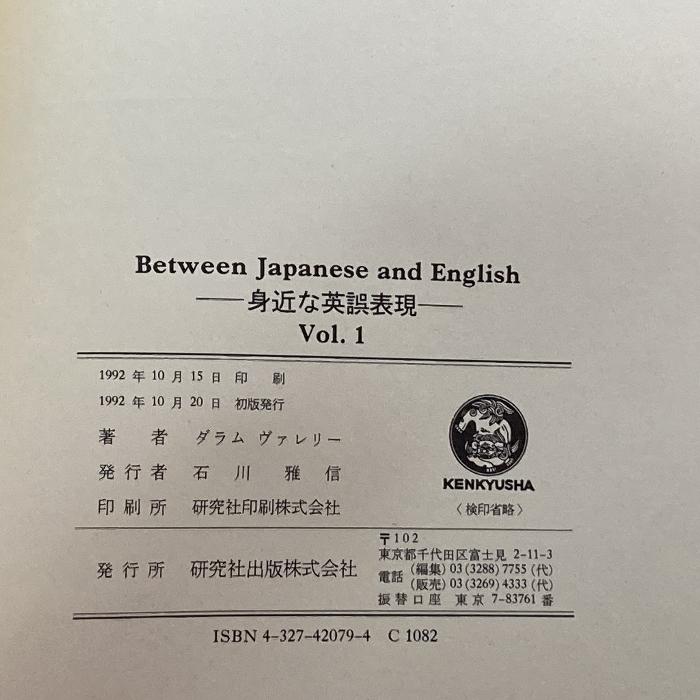 Between Japanese and English
——身近な英誤表現——
Vol. 1
1992 年 10 月 15 日 印 刷
1992 年 10 月 20 日 初版発行
著 者 ダラム ヴァレリー
発行者 石 川 雅 信
印刷所 研究社印刷株式会社
KENKYUSHA
〈検印省略〉
発行所 研究社出版株式会社
〒102
東京都千代田区富士見 2-11-3
電話 (編集) 03 (3288) 7755 (代)
(販売) 03 (3269) 4333 (代)
振替口座 東京 7-83761 番
ISBN 4-327-42079-4 C 1082